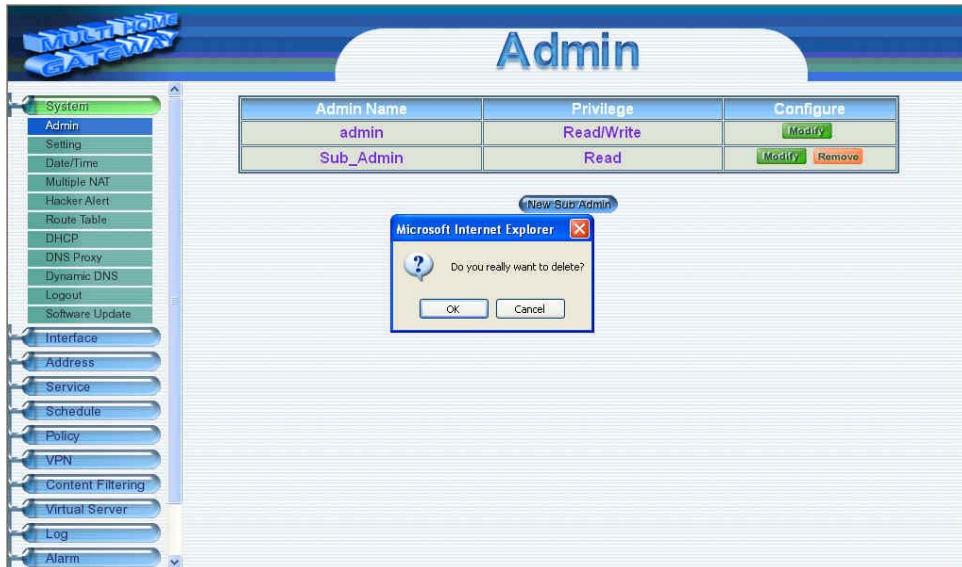 MULTI HOME
GATEWAY
Admin
System
Admin
Setting
Date/Time
Multiple NAT
Hacker Alert
Route Table
DHCP
DNS Proxy
Dynamic DNS
Logout
Software Update
Interface
Address
Service
Schedule
Policy
VPN
Content Filtering
Virtual Server
Log
Alarm
Admin Name Privilege Configure
admin Read/Write Modify
Sub_Admin Read Modify Remove
New Sub Admin
Microsoft Internet Explorer
Do you really want to delete?
OK Cancel